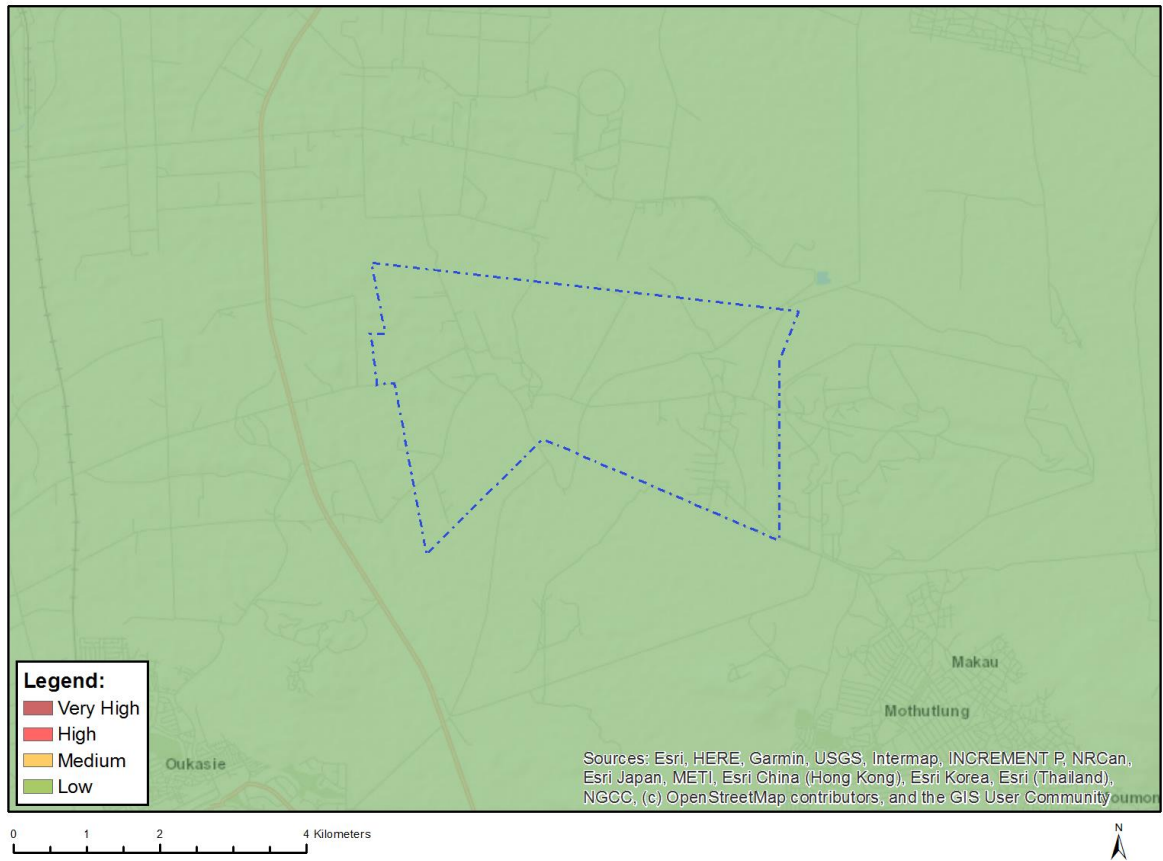 Legend:
Very High
High
Medium
Low
Oukasie
Makau
Mothutlung
Sources: Esri, HERE, Garmin, USGS, Intermap, INCREMENT P, NRCan,
Esri Japan, METI, Esri China (Hong Kong), Esri Korea, Esri (Thailand),
NGCC, (c) OpenStreetMap contributors, and the GIS User Community
0 1 2 4 Kilometers
N